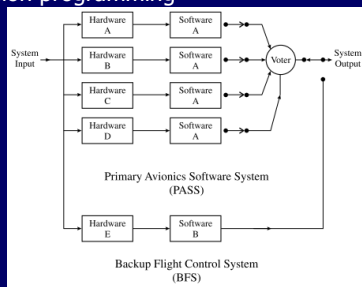 System
Input
Hardware
A
Software
A
Hardware
B
Software
A
Voter
System
Output
Hardware
C
Software
A
Hardware
D
Software
A
Primary Avionics Software System
(PASS)
Hardware
E
Software
B
Backup Flight Control System
(BFS)